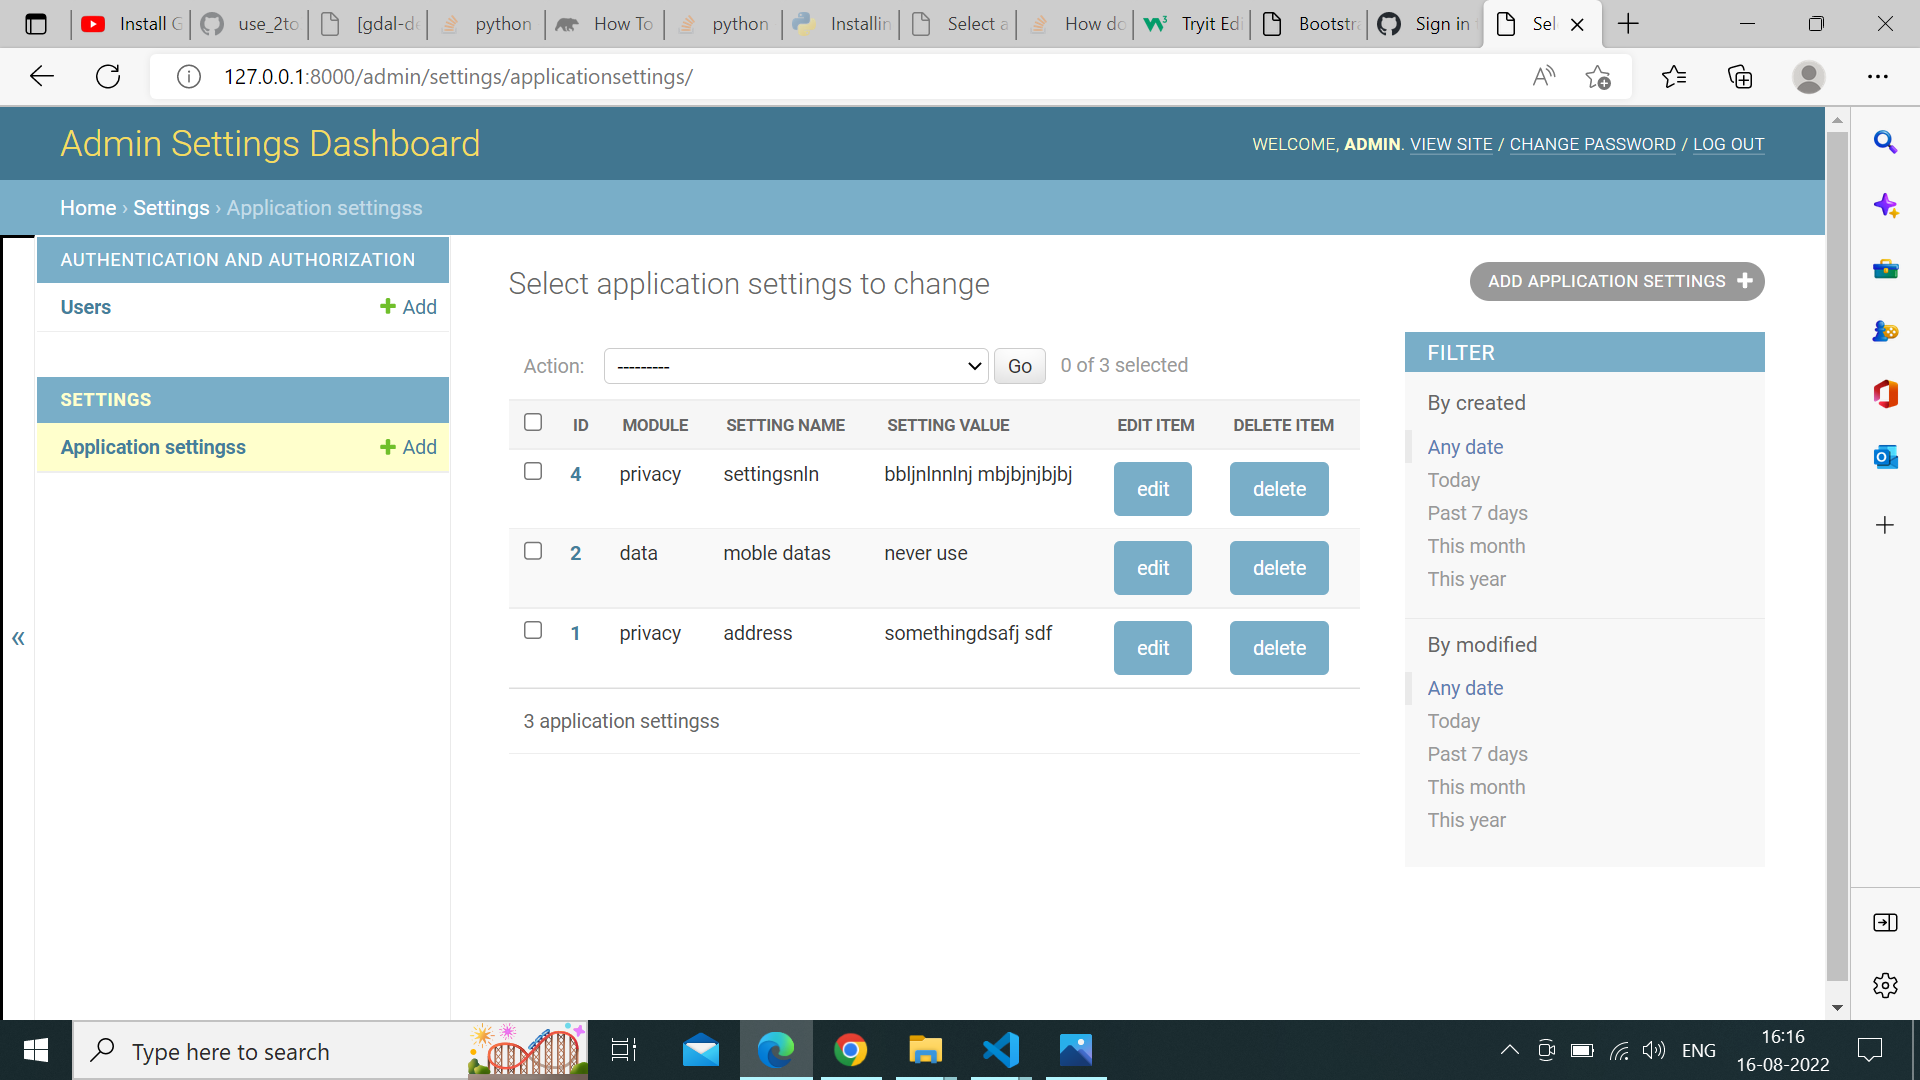 Install G
use_2to
[gdal-de
python
How To
python
Installin
Select a
How do
Tryit Edi
Bootstra
Sign in t
Sele
127.0.0.1:8000/admin/settings/applicationsettings/
Admin Settings Dashboard
WELCOME, ADMIN. VIEW SITE / CHANGE PASSWORD / LOG OUT
Home › Settings › Application settingss
AUTHENTICATION AND AUTHORIZATION
Users
+ Add
SETTINGS
Application settingss
+ Add
«
Select application settings to change
ADD APPLICATION SETTINGS +
Action: --------- Go 0 of 3 selected
ID MODULE SETTING NAME SETTING VALUE EDIT ITEM DELETE ITEM
4 privacy settingsnln bbljnlnnlnj mbjbjnjbjbj edit delete
2 data moble datas never use edit delete
1 privacy address somethingdsafj sdf edit delete
3 application settingss
FILTER
By created
Any date
Today
Past 7 days
This month
This year
By modified
Any date
Today
Past 7 days
This month
This year
Type here to search
ENG
16:16
16-08-2022